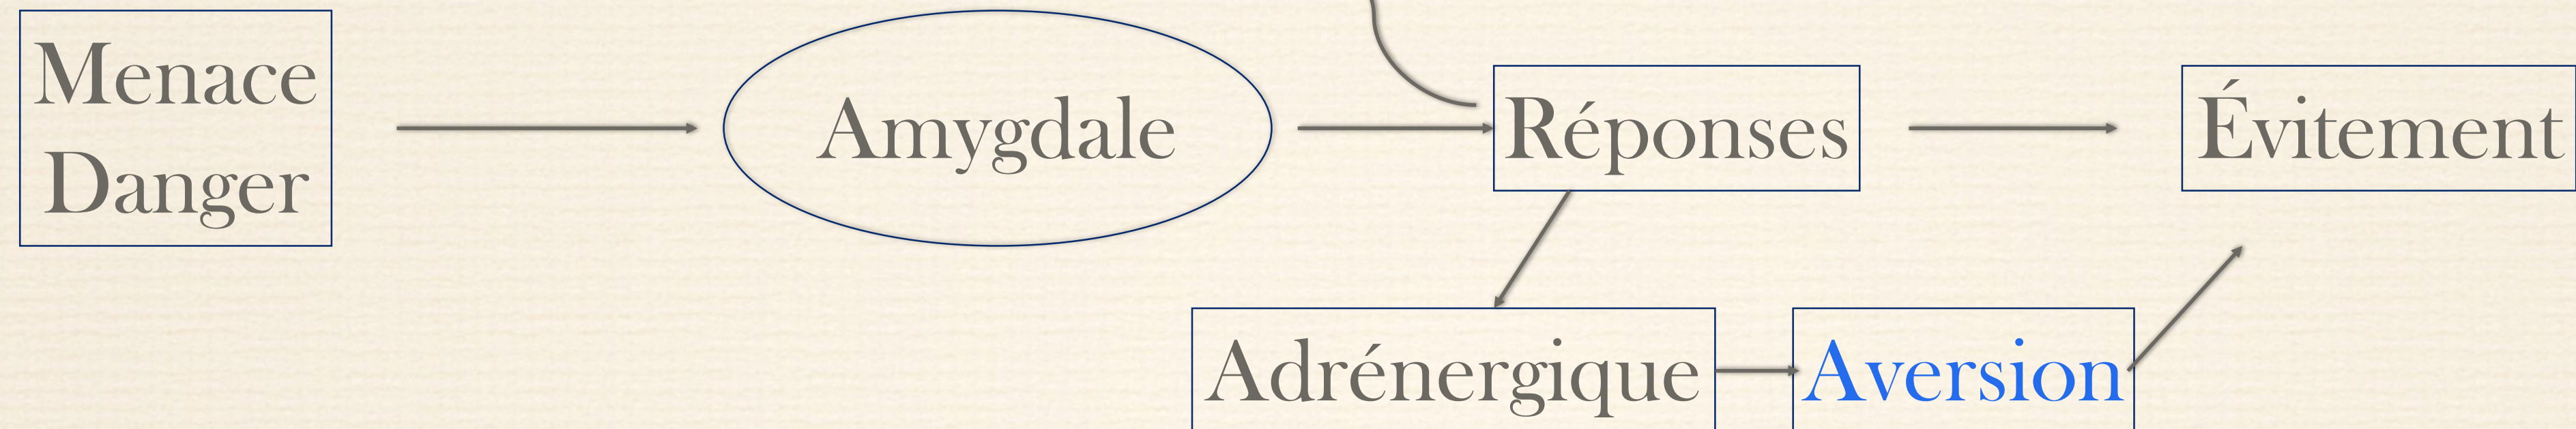 Menace
Danger
Amygdale
Réponses
Évitement
Adrénergique
Aversion